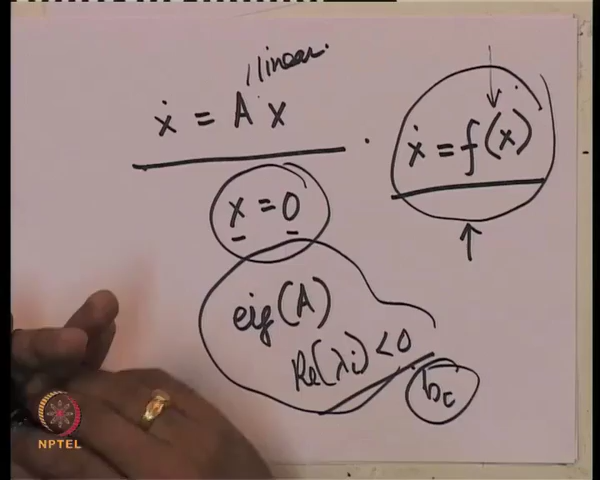 linear.
ẋ = A x
ẋ = f(x)
x = 0
eig(A)
Re(λi) < 0
NPTEL